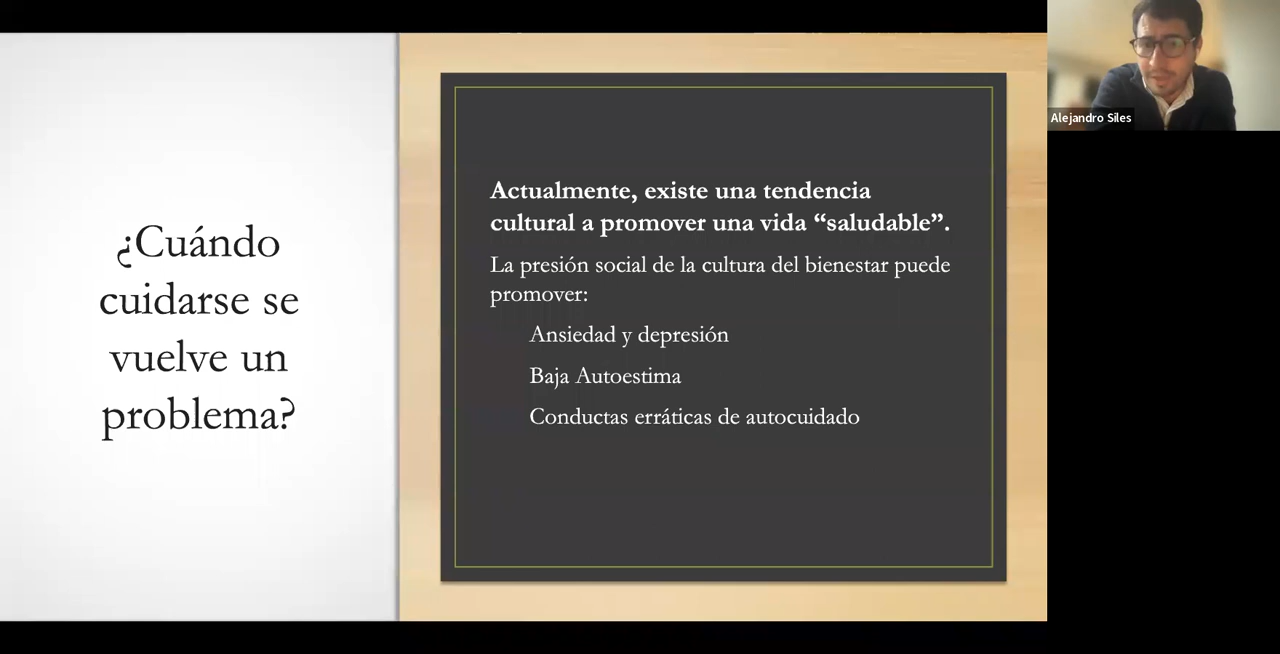 ¿Cuándo
cuidarse se
vuelve un
problema?
Actualmente, existe una tendencia
cultural a promover una vida “saludable”.
La presión social de la cultura del bienestar puede
promover:
Ansiedad y depresión
Baja Autoestima
Conductas erráticas de autocuidado
Alejandro Siles